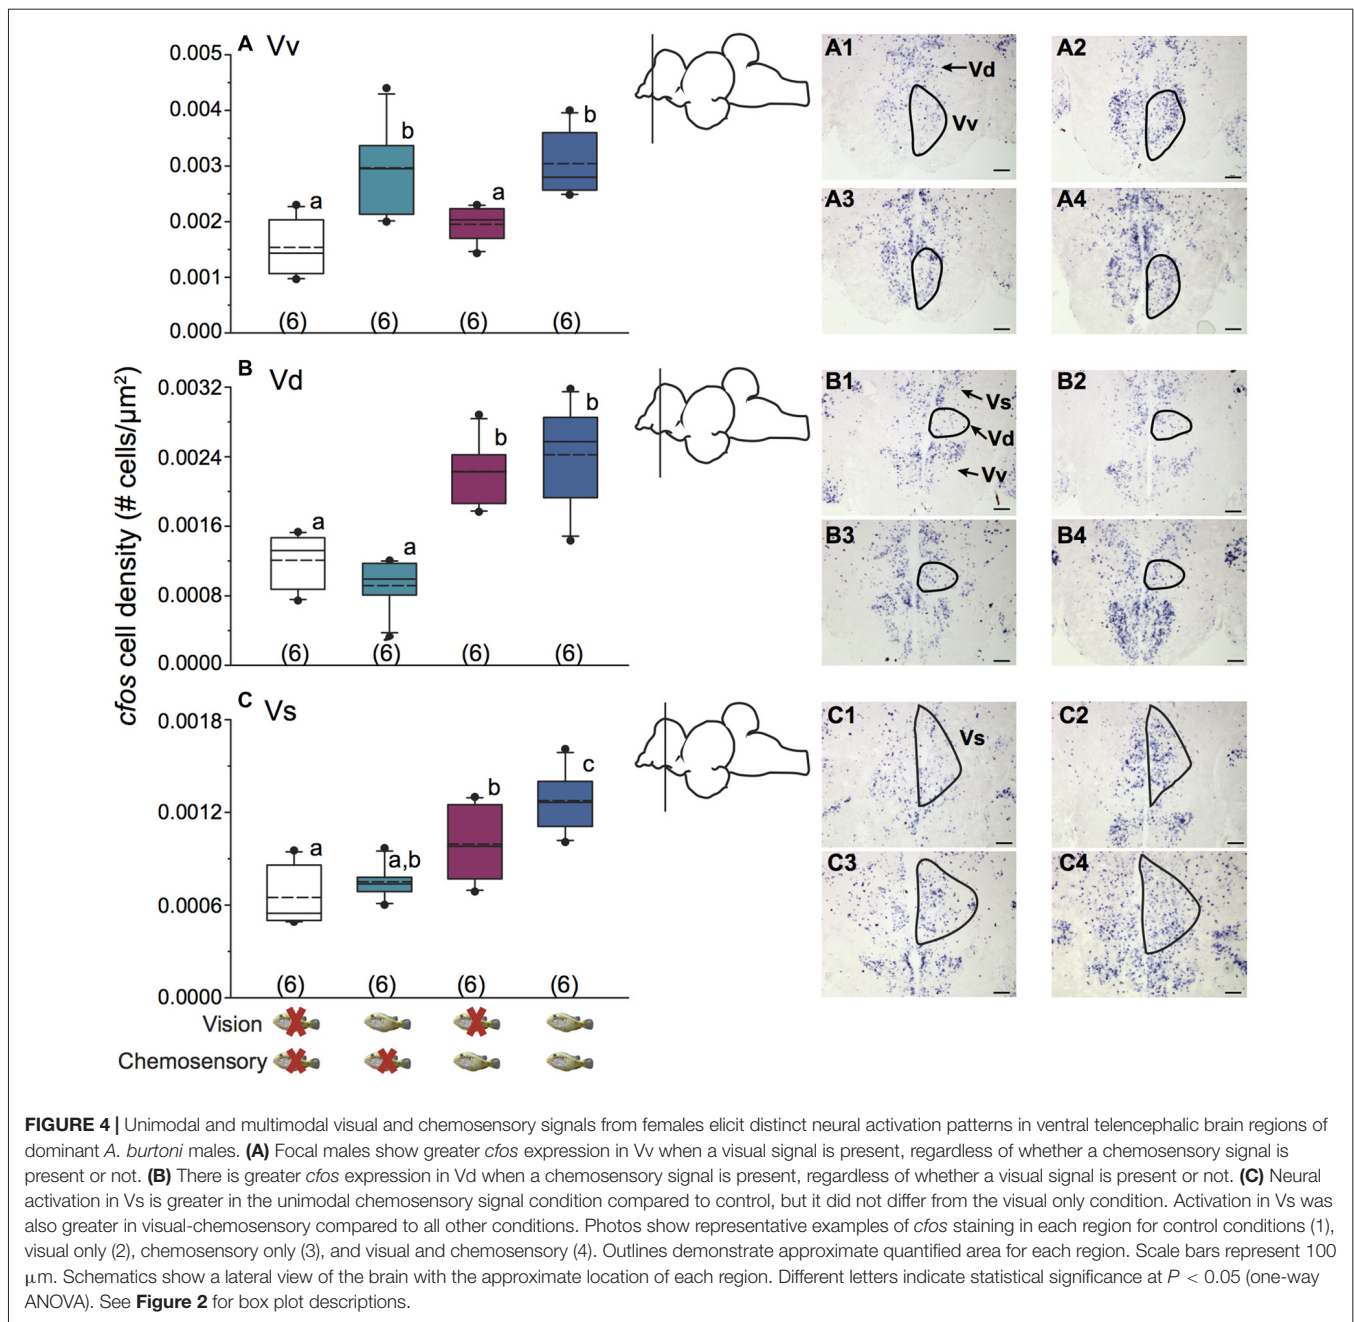 A Vv
0.005
0.004
0.003
0.002
0.001
0.000
a
b
a
b
(6) (6) (6) (6)
A1
Vd
Vv
A2
A3
A4
cfos cell density (# cells/µm²)
B Vd
0.0032
0.0024
0.0016
0.0008
0.0000
a
a
b
b
(6) (6) (6) (6)
B1
Vs
Vd
Vv
B2
B3
B4
C Vs
0.0018
0.0012
0.0006
0.0000
a
a,b
b
c
(6) (6) (6) (6)
C1
Vs
C2
C3
C4
Vision
Chemosensory
FIGURE 4 | Unimodal and multimodal visual and chemosensory signals from females elicit distinct neural activation patterns in ventral telencephalic brain regions of
dominant A. burtoni males. (A) Focal males show greater cfos expression in Vv when a visual signal is present, regardless of whether a chemosensory signal is
present or not. (B) There is greater cfos expression in Vd when a chemosensory signal is present, regardless of whether a visual signal is present or not. (C) Neural
activation in Vs is greater in the unimodal chemosensory signal condition compared to control, but it did not differ from the visual only condition. Activation in Vs was
also greater in visual-chemosensory compared to all other conditions. Photos show representative examples of cfos staining in each region for control conditions (1),
visual only (2), chemosensory only (3), and visual and chemosensory (4). Outlines demonstrate approximate quantified area for each region. Scale bars represent 100
µm. Schematics show a lateral view of the brain with the approximate location of each region. Different letters indicate statistical significance at P < 0.05 (one-way
ANOVA). See Figure 2 for box plot descriptions.